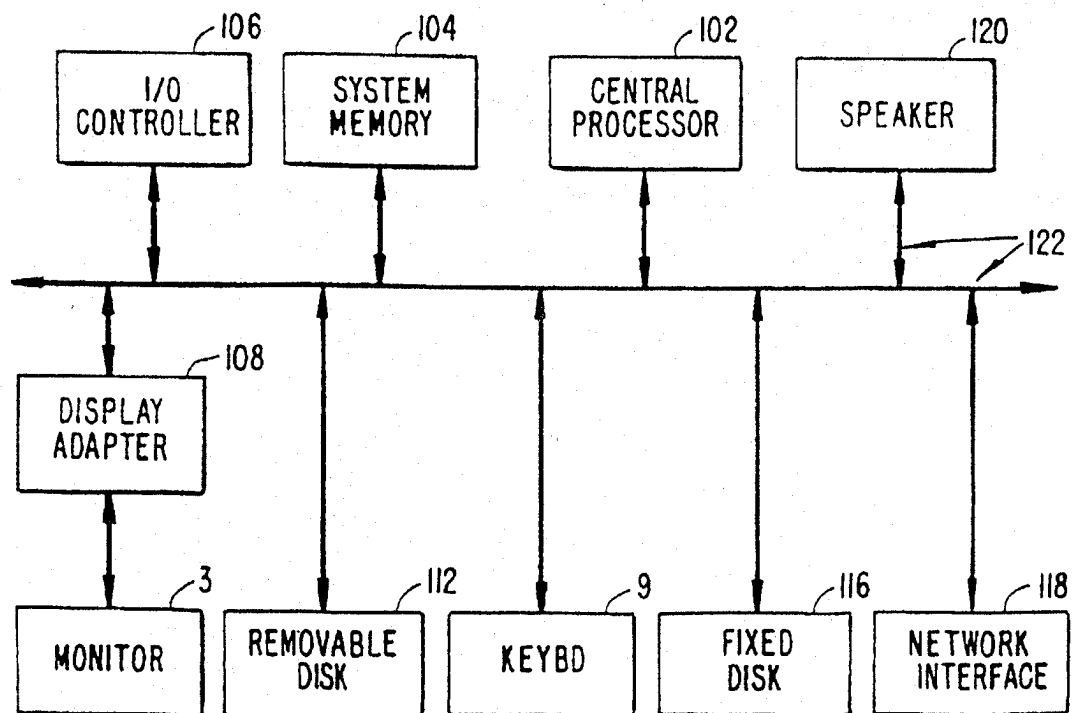 106
104
102
120
I/O
CONTROLLER
SYSTEM
MEMORY
CENTRAL
PROCESSOR
SPEAKER
122
108
DISPLAY
ADAPTER
3
112
9
116
118
MONITOR
REMOVABLE
DISK
KEYBD
FIXED
DISK
NETWORK
INTERFACE